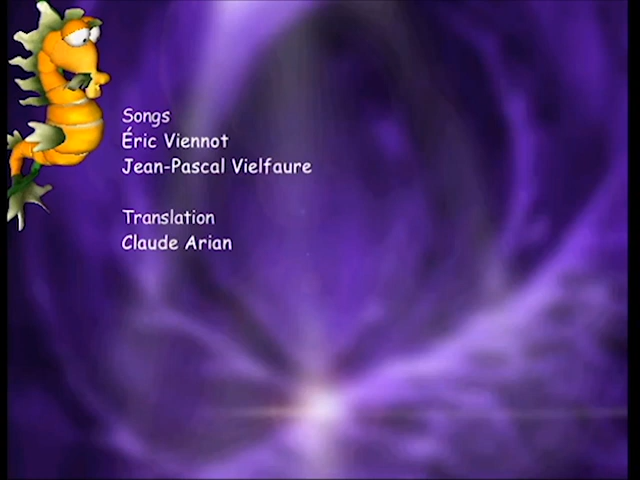 Songs
Éric Viennot
Jean-Pascal Vielfaure
Translation
Claude Arian